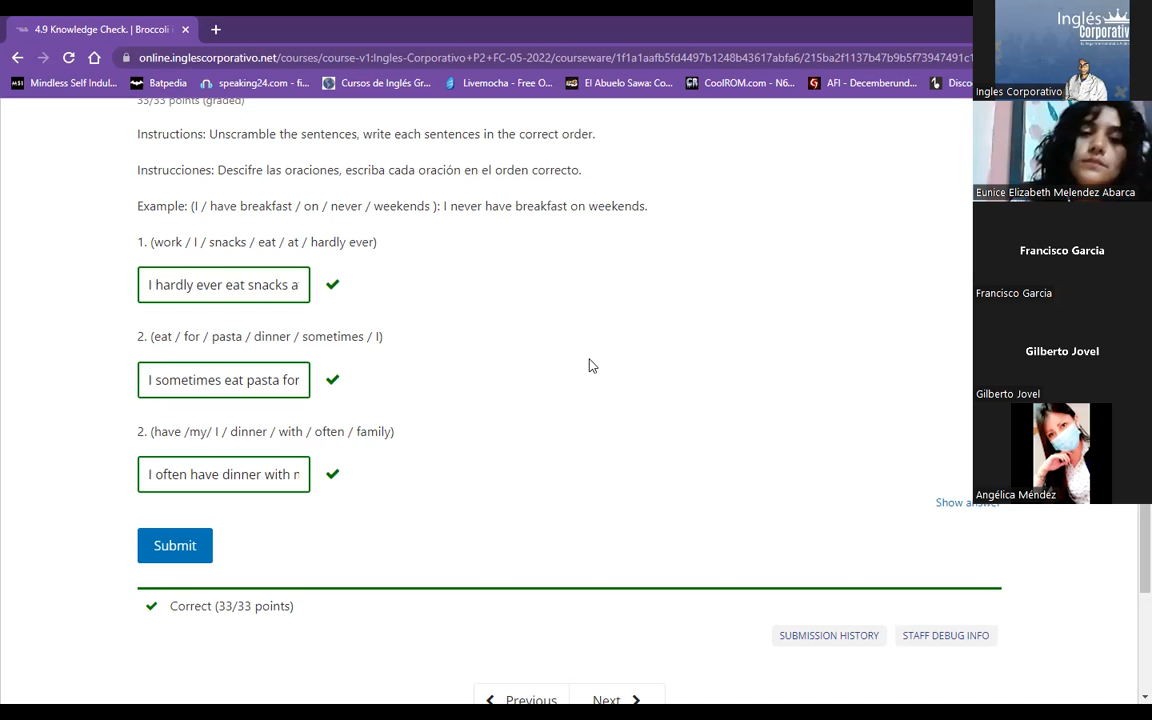 4.9 Knowledge Check. | Broccoli
online.inglescorporativo.net/courses/course-v1:Ingles-Corporativo+P2+FC-05-2022/courseware/1f1a1aafb5fd4497b1248b43617abfa6/215ba2f1137b47b9b5f73947491c1
Mindless Self Indul...
Batpedia
speaking24.com - fi...
Cursos de Inglés Gr...
Livemocha - Free O...
El Abuelo Sawa: Co...
CoolROM.com - N6...
AFI - Decemberund...
Disco
33/33 points (graded)
Instructions: Unscramble the sentences, write each sentences in the correct order.
Instrucciones: Descifre las oraciones, escriba cada oración en el orden correcto.
Example: (I / have breakfast / on / never / weekends ): I never have breakfast on weekends.
1. (work / I / snacks / eat / at / hardly ever)
I hardly ever eat snacks a
2. (eat / for / pasta / dinner / sometimes / I)
I sometimes eat pasta for
2. (have /my/ I / dinner / with / often / family)
I often have dinner with
Show answer
Submit
Correct (33/33 points)
SUBMISSION HISTORY
STAFF DEBUG INFO
Previous
Next
Inglés
Corporativ
Ingles Corporativo
Eunice Elizabeth Melendez Abarca
Francisco Garcia
Francisco Garcia
Gilberto Jovel
Gilberto Jovel
Angélica Méndez